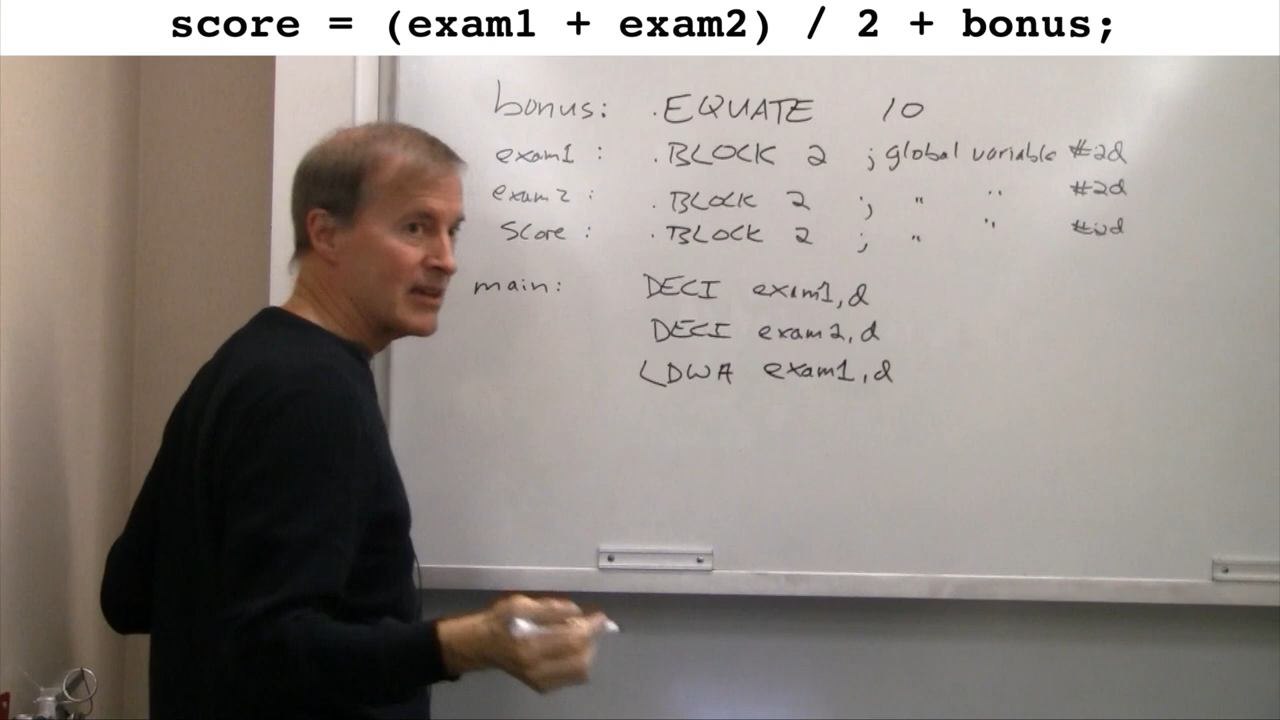 score = (exam1 + exam2) / 2 + bonus;
bonus: .EQUATE 10
exam1 : .BLOCK 2 ; global variable #2d
exam2 : .BLOCK 2 ; " " #2d
Score : .BLOCK 2 ; " " #2d
main: DECI exam1,d
DECI exam2,d
LDWA exam1,d